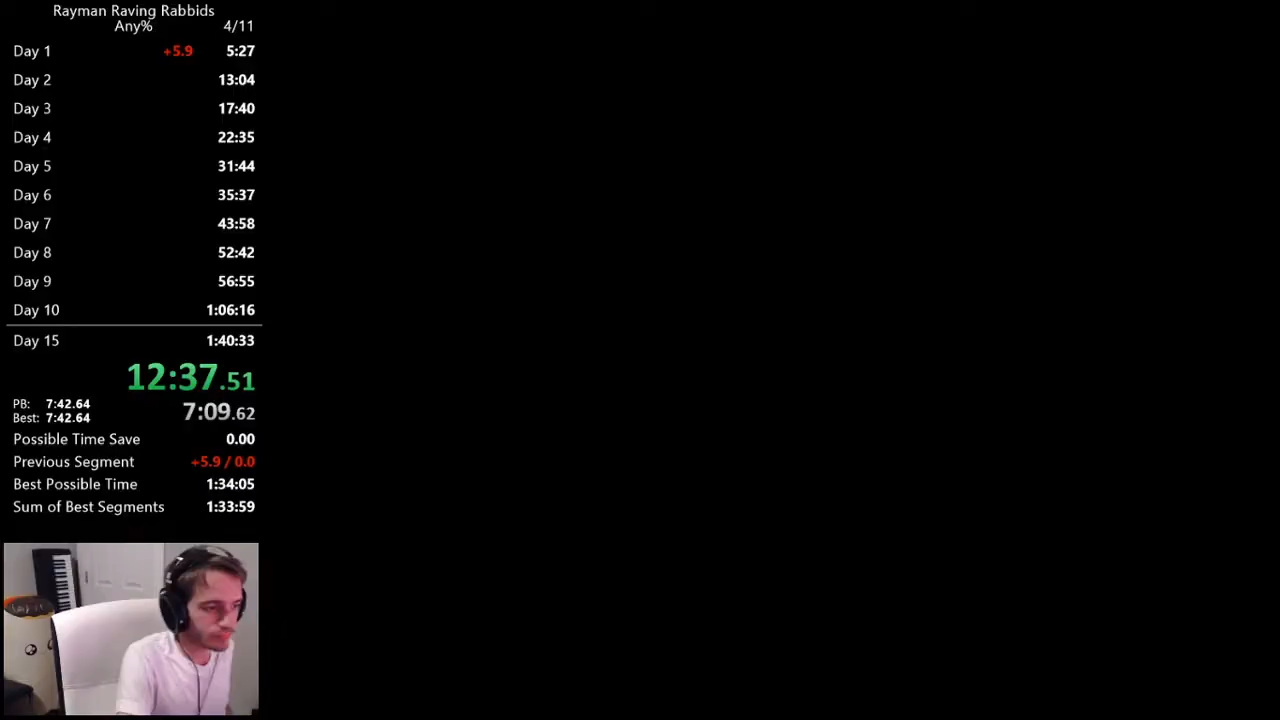 Rayman Raving Rabbids
Any% 4/11
Day 1 +5.9 5:27
Day 2 13:04
Day 3 17:40
Day 4 22:35
Day 5 31:44
Day 6 35:37
Day 7 43:58
Day 8 52:42
Day 9 56:55
Day 10 1:06:16
Day 15 1:40:33
12:37.51
PB: 7:42.64
Best: 7:42.64
7:09.62
Possible Time Save 0.00
Previous Segment +5.9 / 0.0
Best Possible Time 1:34:05
Sum of Best Segments 1:33:59